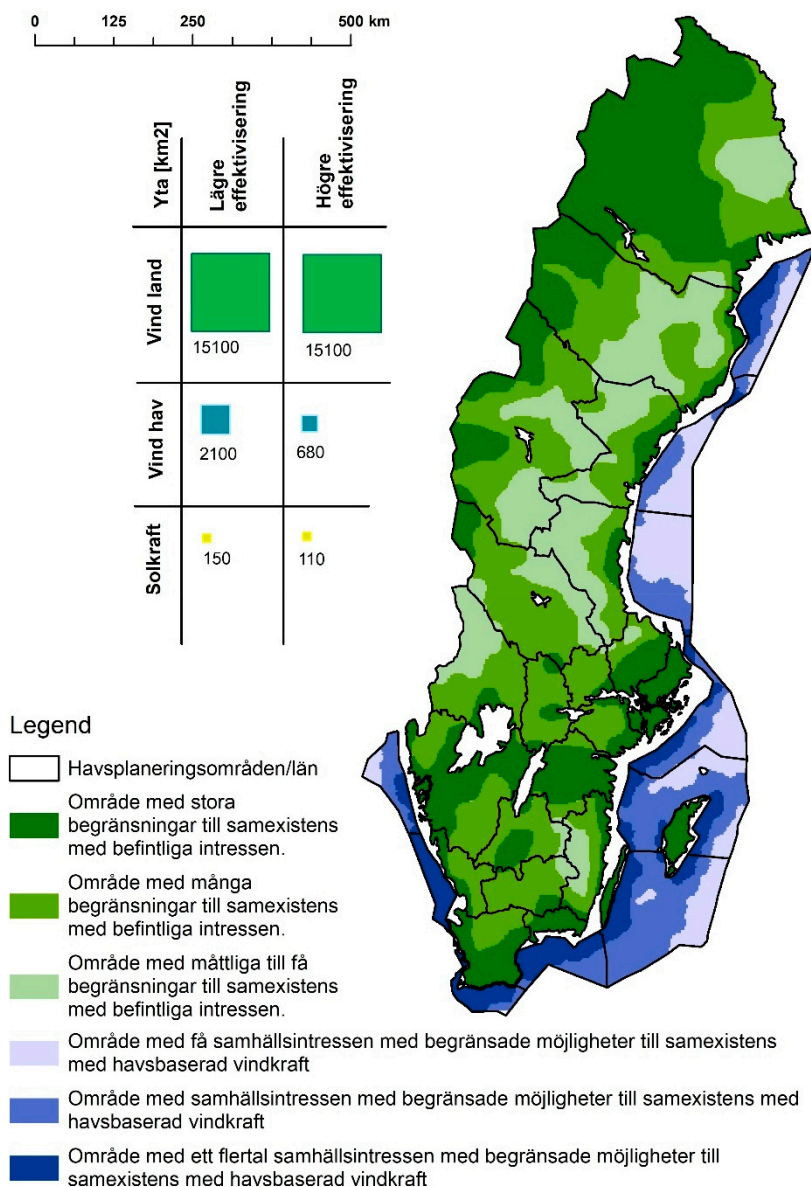 0 125 250 500 km
Yta [km2]
Lägre
effektivisering
Högre
effektivisering
Vind land
15100
15100
Vind hav
2100
680
Solkraft
150
110
Legend
Havsplaneringsområden/län
Område med stora
begränsningar till samexistens
med befintliga intressen.
Område med många
begränsningar till samexistens
med befintliga intressen.
Område med måttliga till få
begränsningar till samexistens
med befintliga intressen.
Område med få samhällsintressen med begränsade möjligheter till samexistens
med havsbaserad vindkraft
Område med samhällsintressen med begränsade möjligheter till samexistens med
havsbaserad vindkraft
Område med ett flertal samhällsintressen med begränsade möjligheter till
samexistens med havsbaserad vindkraft